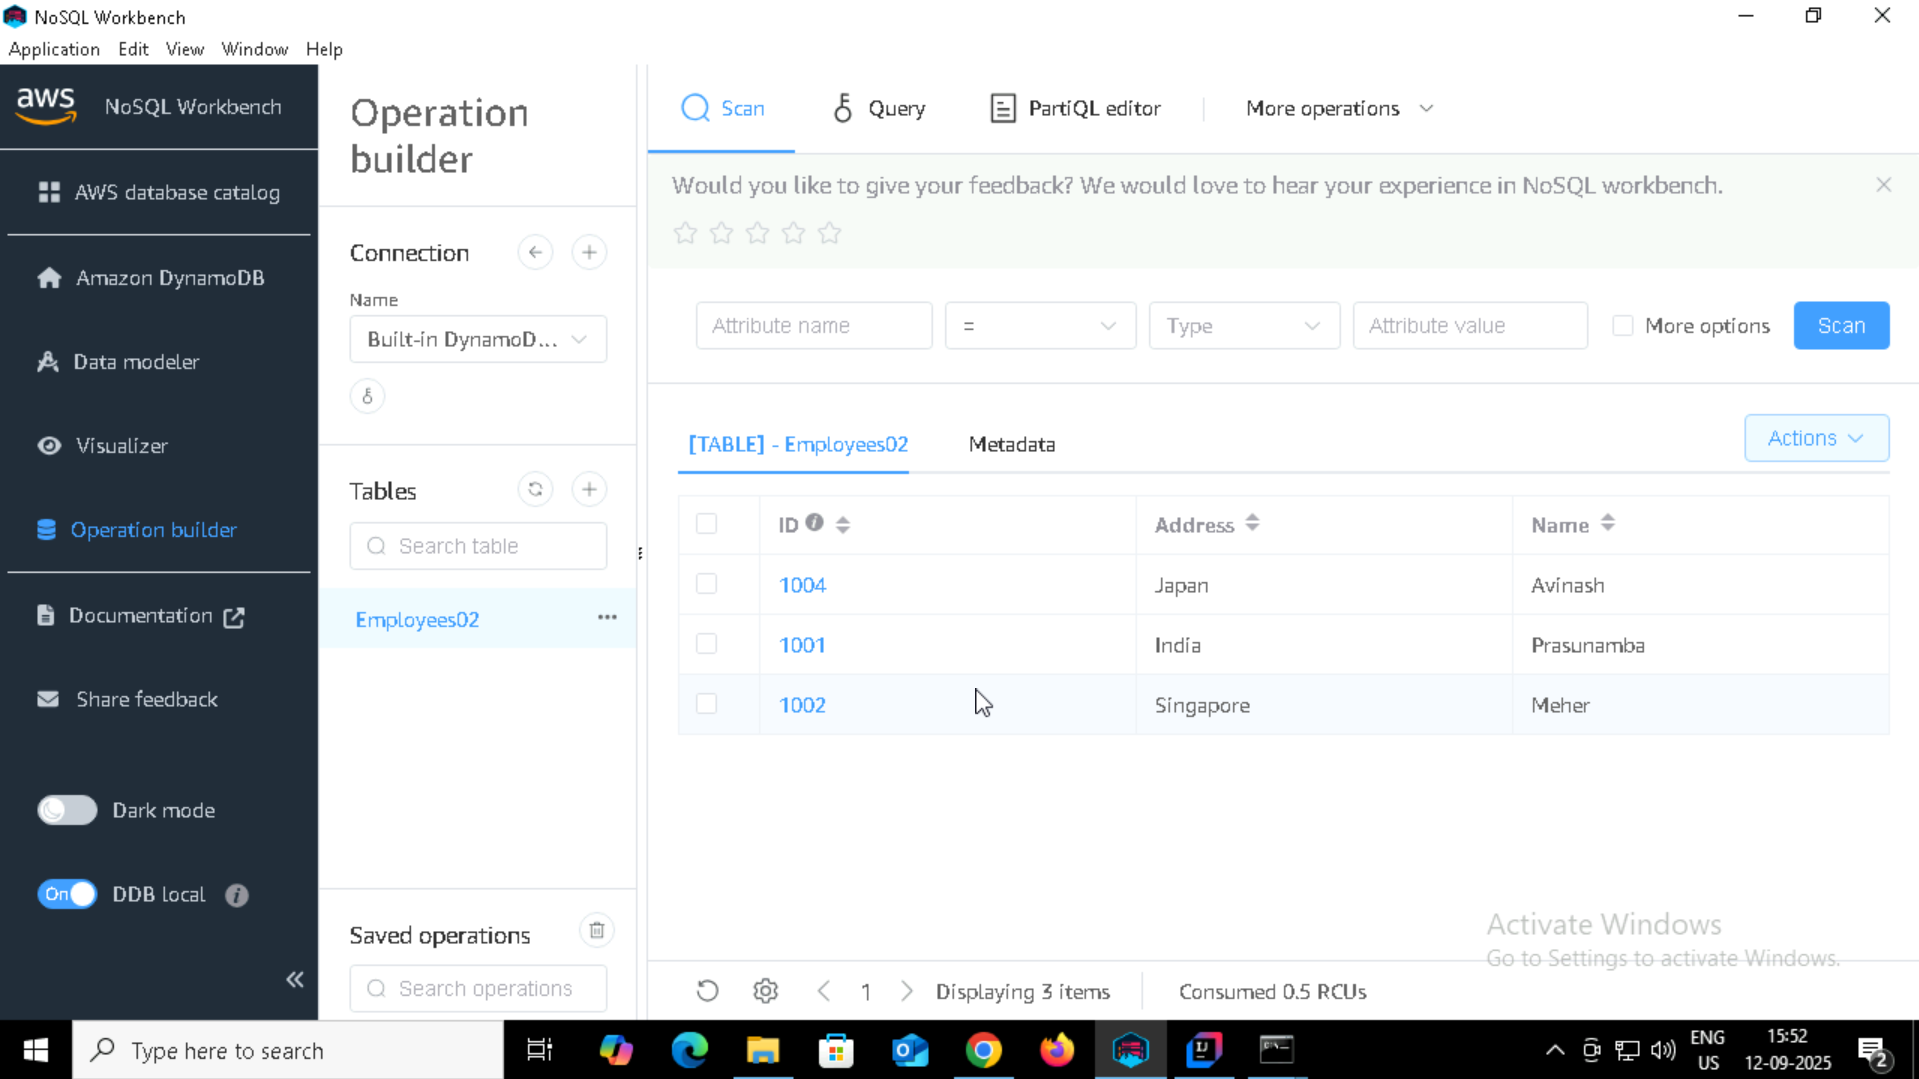 NoSQL Workbench
Application Edit View Window Help
aws NoSQL Workbench
AWS database catalog
Amazon DynamoDB
Data modeler
Visualizer
Operation builder
Documentation
Share feedback
Dark mode
On DDB local
Operation
builder
Connection
Name
Built-in DynamoD...
Tables
Search table
Employees02
Saved operations
Search operations
Scan Query PartiQL editor More operations
Would you like to give your feedback? We would love to hear your experience in NoSQL workbench.
Attribute name = Type Attribute value More options Scan
[TABLE] - Employees02 Metadata Actions
ID Address Name
1004 Japan Avinash
1001 India Prasunamba
1002 Singapore Meher
Activate Windows
Go to Settings to activate Windows.
1 Displaying 3 items Consumed 0.5 RCUs
Type here to search
ENG
US
15:52
12-09-2025
2